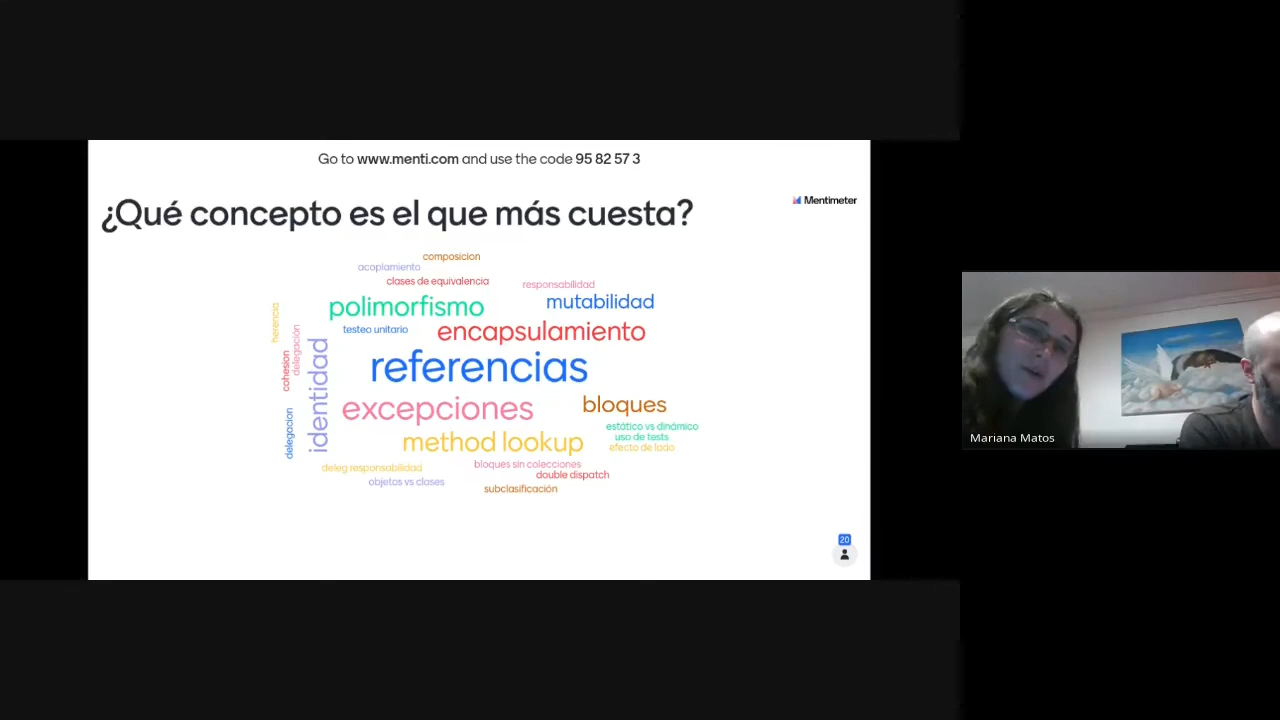 Go to www.menti.com and use the code 95 82 57 3
Mentimeter
¿Qué concepto es el que más cuesta?
composicion
acoplamiento
clases de equivalencia
responsabilidad
polimorfismo
mutabilidad
herencia
testeo unitario
encapsulamiento
delegación
cohesion
identidad
referencias
excepciones
bloques
delegacion
estático vs dinámico
uso de tests
method lookup
efecto de lado
deleg responsabilidad
bloques sin colecciones
double dispatch
objetos vs clases
subclasificación
20
Mariana Matos